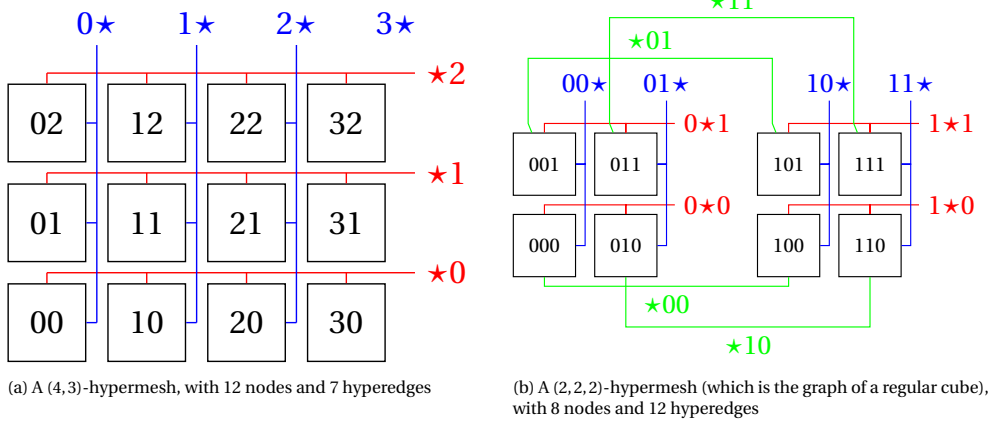 0★ 1★ 2★ 3★
★2
02 12 22 32
★1
01 11 21 31
★0
00 10 20 30
(a) A (4,3)-hypermesh, with 12 nodes and 7 hyperedges
★11
★01
00★ 01★ 10★ 11★
0★1 1★1
001 011 101 111
0★0 1★0
000 010 100 110
★00
★10
(b) A (2,2,2)-hypermesh (which is the graph of a regular cube),
with 8 nodes and 12 hyperedges